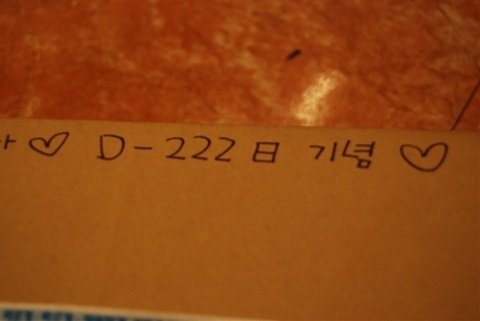 ♡ D-222日 기념 ♡